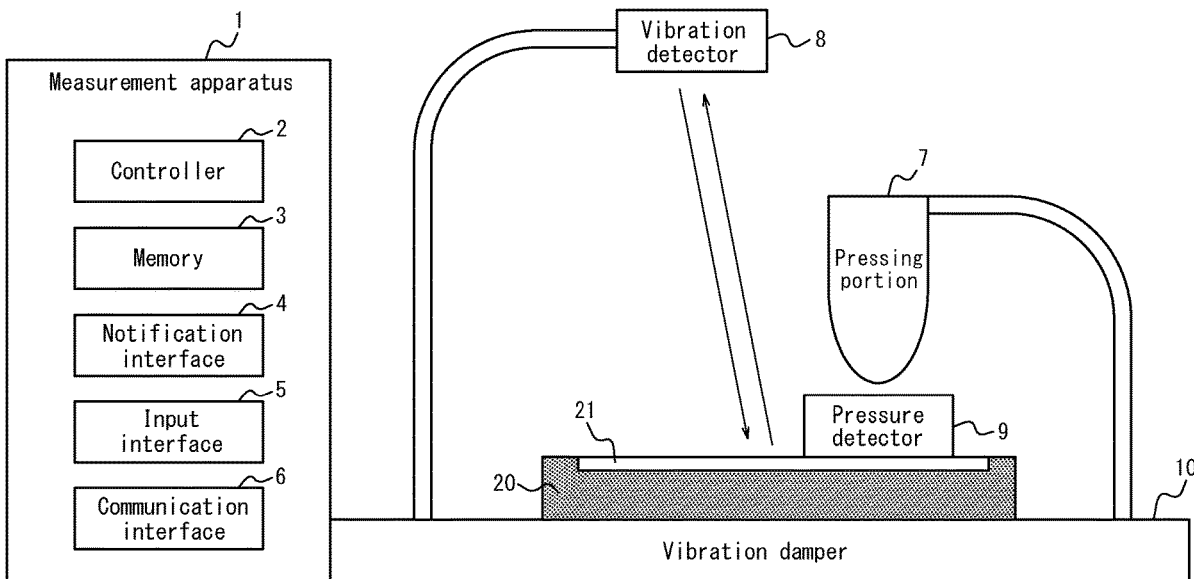 1
Measurement apparatus
2
Controller
3
Memory
4
Notification
interface
5
Input
interface
6
Communication
interface
Vibration
detector
8
7
Pressing
portion
Pressure
detector
9
21
20
10
Vibration damper